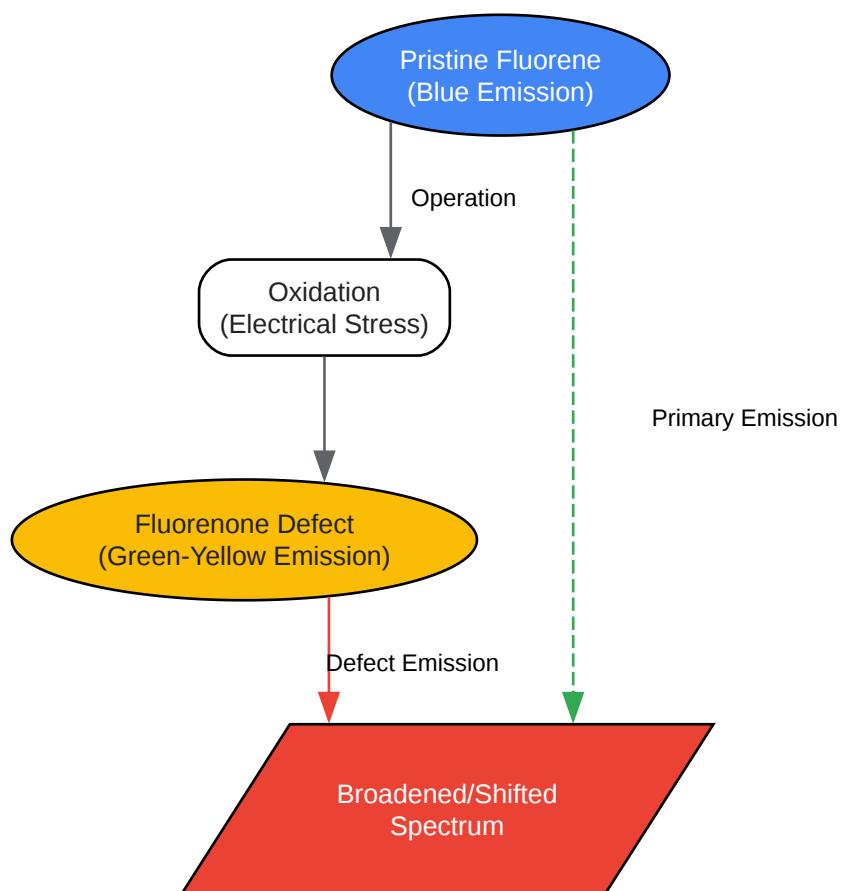 Pristine Fluorene
(Blue Emission)
Operation
Oxidation
(Electrical Stress)
Primary Emission
Fluorenone Defect
(Green-Yellow Emission)
Defect Emission
Broadened/Shifted
Spectrum